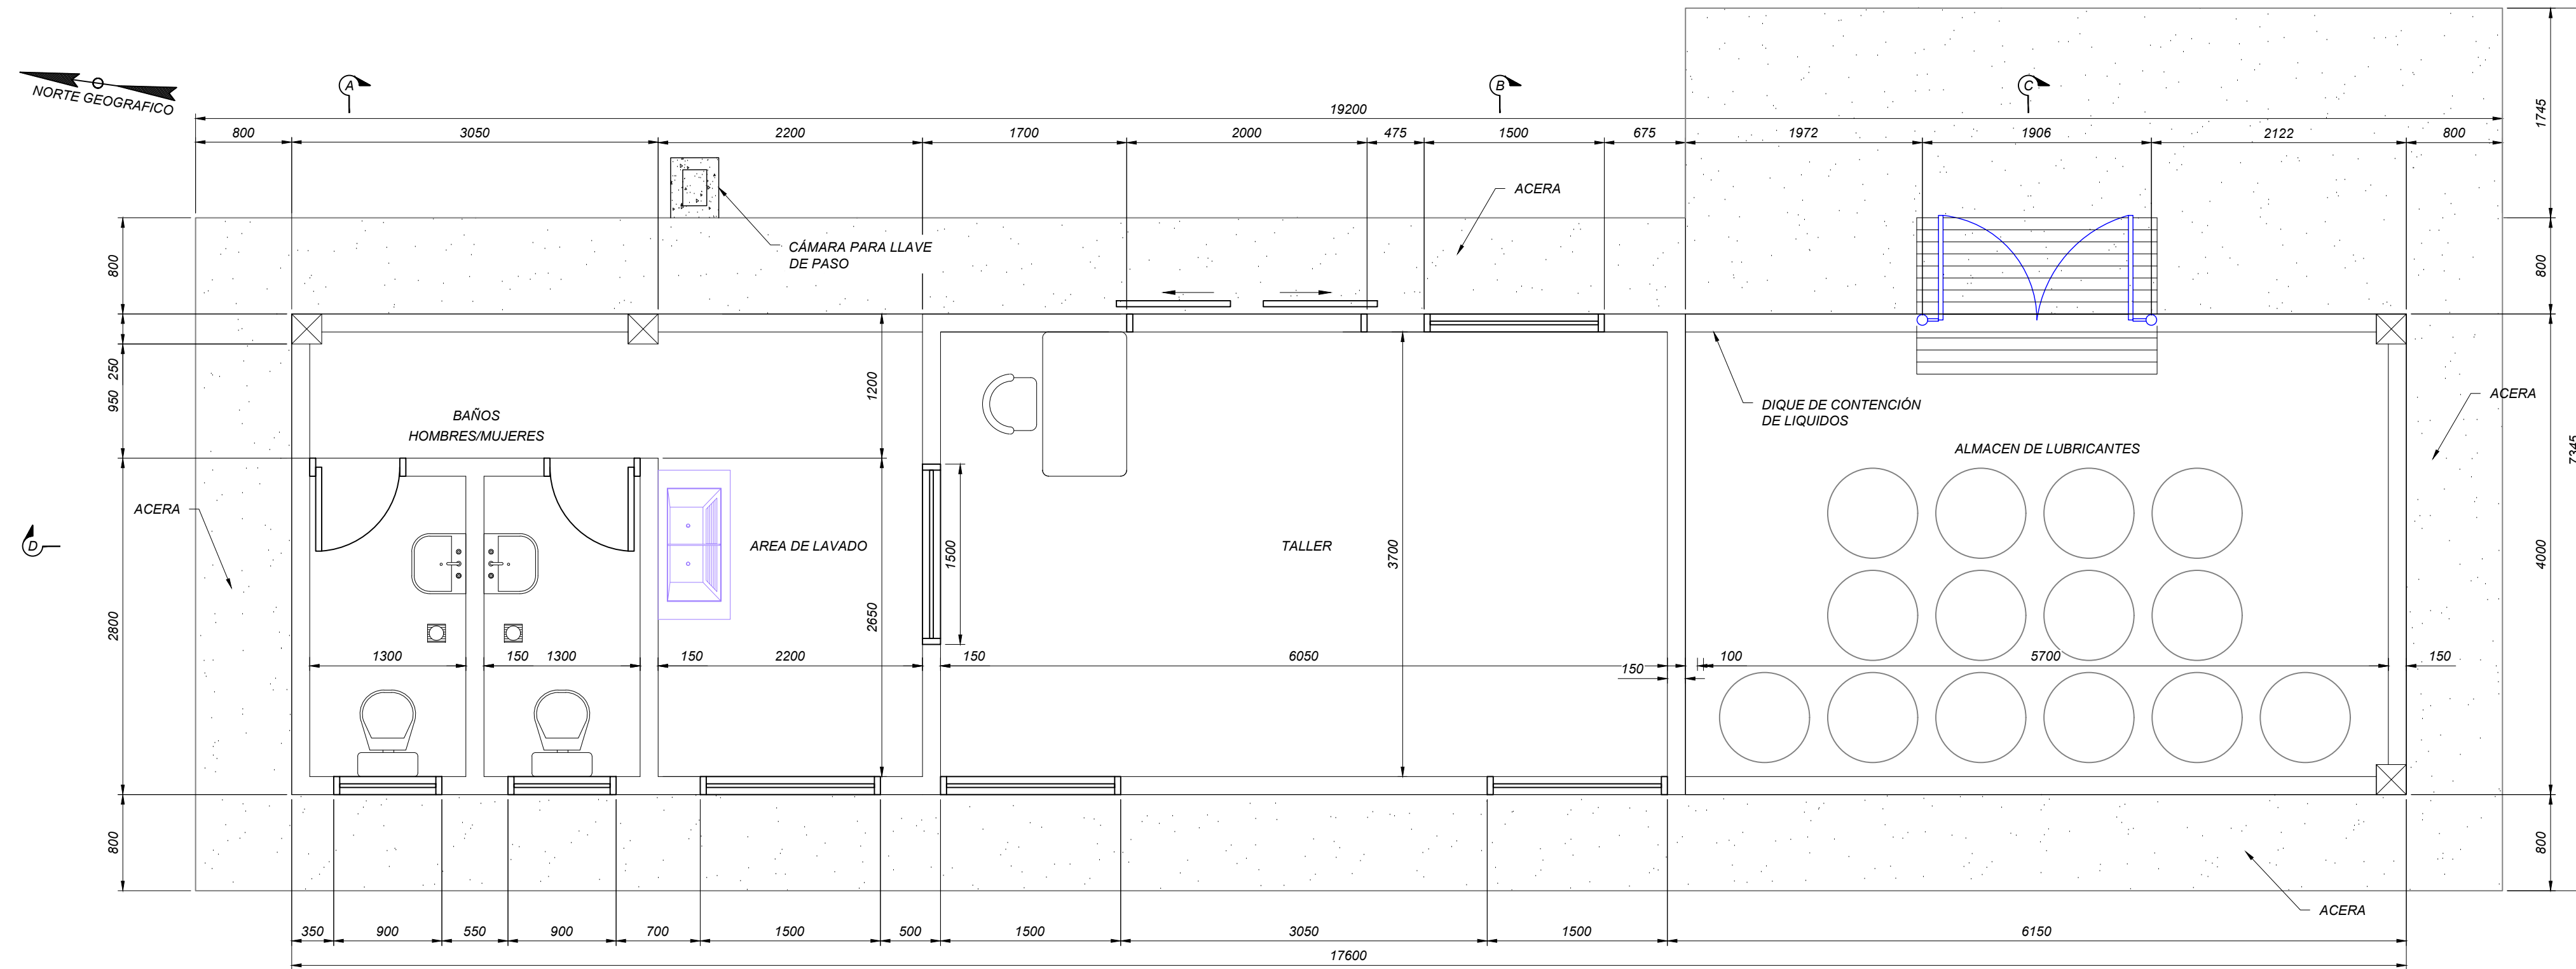 NORTE GEOGRAFICO
A
B
C
19200
800
3050
2200
1700
2000
475
1500
675
1972
1906
2122
800
1745
ACERA
CÁMARA PARA LLAVE
DE PASO
800
800
250
950
1200
BAÑOS
HOMBRES/MUJERES
DIQUE DE CONTENCIÓN
DE LIQUIDOS
ACERA
ALMACEN DE LUBRICANTES
7345
ACERA
D
AREA DE LAVADO
1500
TALLER
3700
4000
2800
2650
1300
150
1300
150
2200
150
6050
150
100
5700
150
800
800
ACERA
350
900
550
900
700
1500
500
1500
3050
1500
6150
17600